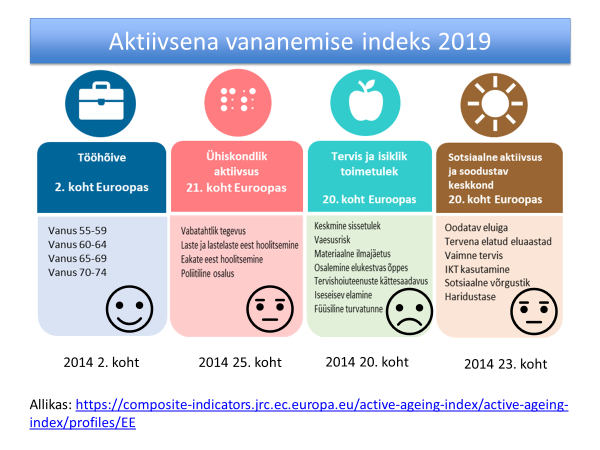 Aktiivsena vananemise indeks 2019
Tööhõive
2. koht Euroopas
Vanus 55-59
Vanus 60-64
Vanus 65-69
Vanus 70-74
2014 2. koht
Ühiskondlik
aktiivsus
21. koht Euroopas
Vabatahtlik tegevus
Laste ja lastelaste eest hoolitsemine
Eakate eest hoolitsemine
Poliitiline osalus
2014 25. koht
Tervis ja isiklik
toimetulek
20. koht Euroopas
Keskmine sissetulek
Vaesusrisk
Materiaalne ilmajäetus
Osalemine elukestvas õppes
Tervishoiuteenuste kättesaadavus
Iseseisev elamine
Füüsiline turvatunne
2014 20. koht
Sotsiaalne aktiivsus
ja soodustav
keskkond
20. koht Euroopas
Oodatav eluiga
Tervena elatud eluaastad
Vaimne tervis
IKT kasutamine
Sotsiaalne võrgustik
Haridustase
2014 23. koht
Allikas: https://composite-indicators.jrc.ec.europa.eu/active-ageing-index/active-ageing-
index/profiles/EE